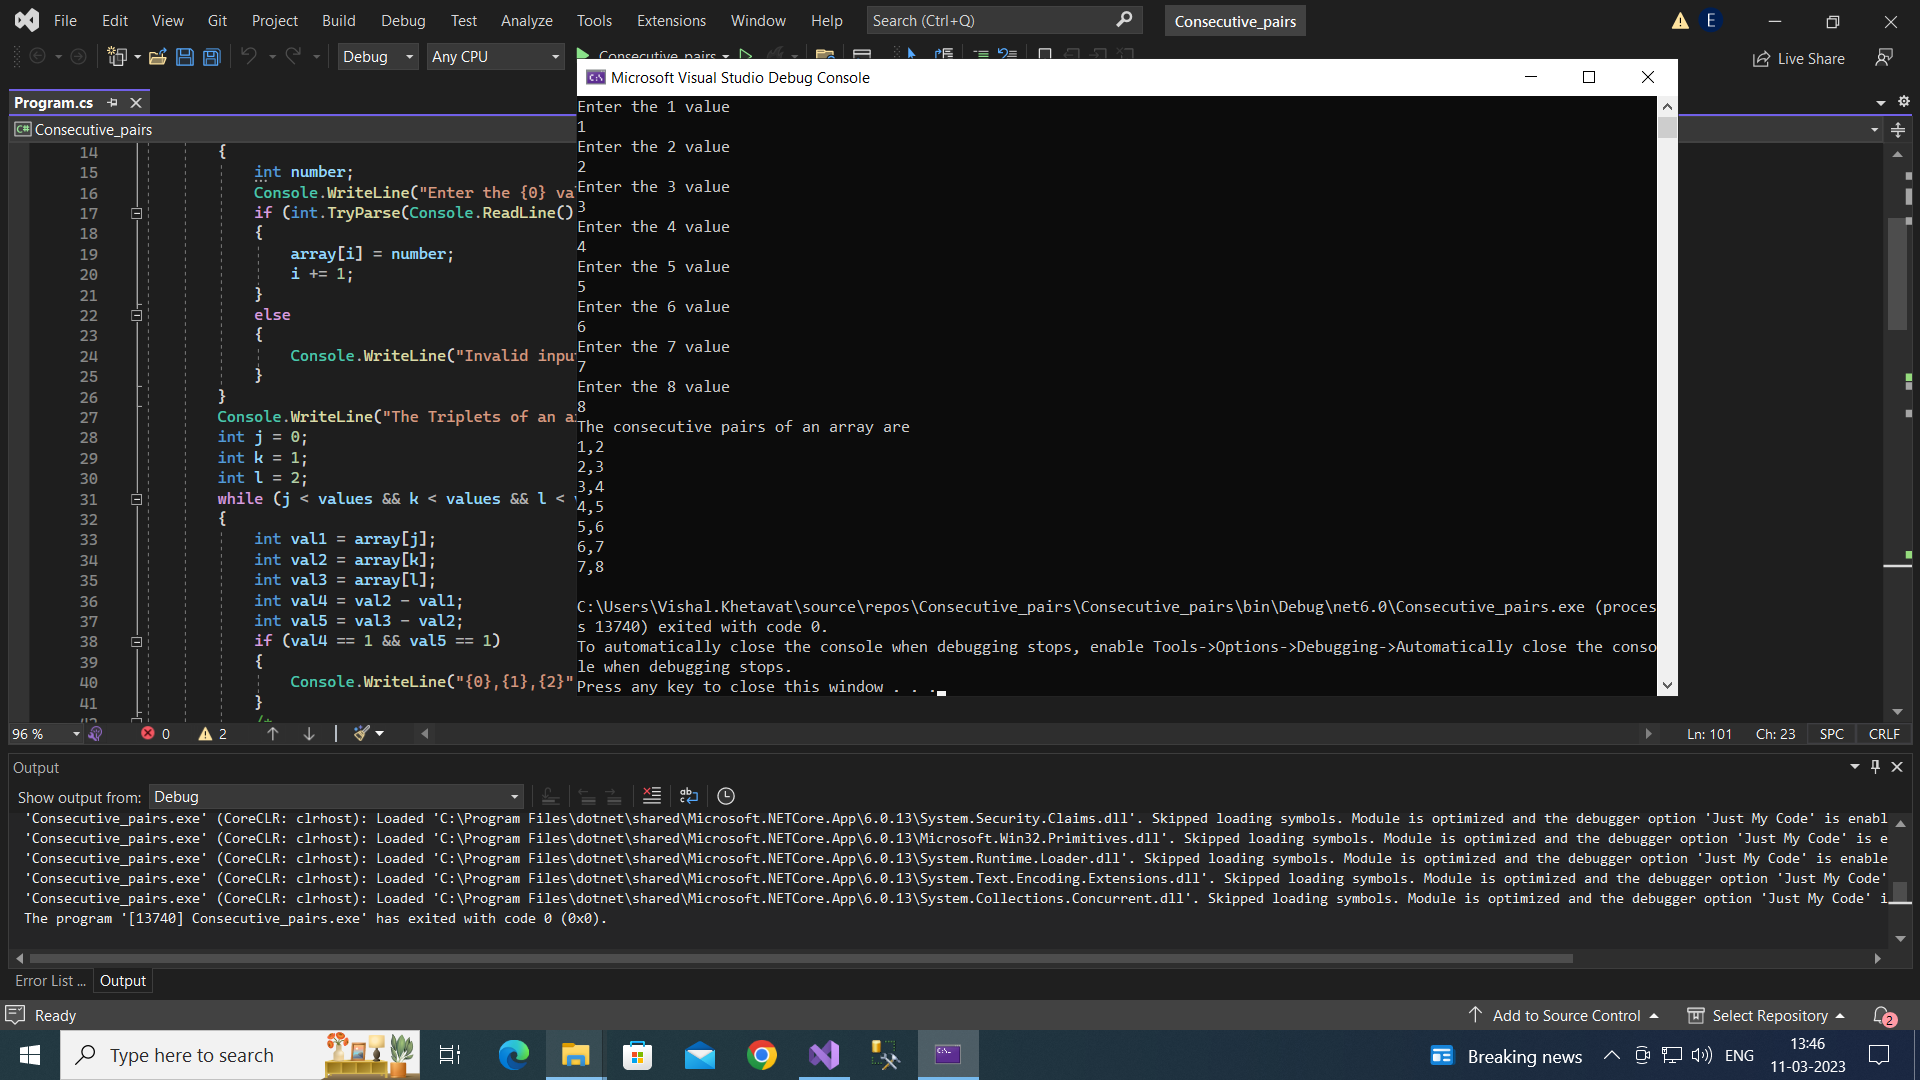 File Edit View Git Project Build Debug Test Analyze Tools Extensions Window Help Search (Ctrl+Q) Consecutive_pairs E
Debug Any CPU Consecutive_pairs Live Share
Microsoft Visual Studio Debug Console
Program.cs
Consecutive_pairs
14 {
15 int number;
16 Console.WriteLine("Enter the {0} va
17 if (int.TryParse(Console.ReadLine()
18 {
19 array[i] = number;
20 i += 1;
21 }
22 else
23 {
24 Console.WriteLine("Invalid inpu
25 }
26 }
27 Console.WriteLine("The Triplets of an a
28 int j = 0;
29 int k = 1;
30 int l = 2;
31 while (j < values && k < values && l <
32 {
33 int val1 = array[j];
34 int val2 = array[k];
35 int val3 = array[l];
36 int val4 = val2 - val1;
37 int val5 = val3 - val2;
38 if (val4 == 1 && val5 == 1)
39 {
40 Console.WriteLine("{0},{1},{2}"
41 }
Enter the 1 value
1
Enter the 2 value
2
Enter the 3 value
3
Enter the 4 value
4
Enter the 5 value
5
Enter the 6 value
6
Enter the 7 value
7
Enter the 8 value
8
The consecutive pairs of an array are
1,2
2,3
3,4
4,5
5,6
6,7
7,8
C:\Users\Vishal.Khetavat\source\repos\Consecutive_pairs\Consecutive_pairs\bin\Debug\net6.0\Consecutive_pairs.exe (proces
s 13740) exited with code 0.
To automatically close the console when debugging stops, enable Tools->Options->Debugging->Automatically close the conso
le when debugging stops.
Press any key to close this window . . .
96 % 0 2 Ln: 101 Ch: 23 SPC CRLF
Output
Show output from: Debug
'Consecutive_pairs.exe' (CoreCLR: clrhost): Loaded 'C:\Program Files\dotnet\shared\Microsoft.NETCore.App\6.0.13\System.Security.Claims.dll'. Skipped loading symbols. Module is optimized and the debugger option 'Just My Code' is enabl
'Consecutive_pairs.exe' (CoreCLR: clrhost): Loaded 'C:\Program Files\dotnet\shared\Microsoft.NETCore.App\6.0.13\Microsoft.Win32.Primitives.dll'. Skipped loading symbols. Module is optimized and the debugger option 'Just My Code' is e
'Consecutive_pairs.exe' (CoreCLR: clrhost): Loaded 'C:\Program Files\dotnet\shared\Microsoft.NETCore.App\6.0.13\System.Runtime.Loader.dll'. Skipped loading symbols. Module is optimized and the debugger option 'Just My Code' is enable
'Consecutive_pairs.exe' (CoreCLR: clrhost): Loaded 'C:\Program Files\dotnet\shared\Microsoft.NETCore.App\6.0.13\System.Text.Encoding.Extensions.dll'. Skipped loading symbols. Module is optimized and the debugger option 'Just My Code'
'Consecutive_pairs.exe' (CoreCLR: clrhost): Loaded 'C:\Program Files\dotnet\shared\Microsoft.NETCore.App\6.0.13\System.Collections.Concurrent.dll'. Skipped loading symbols. Module is optimized and the debugger option 'Just My Code' i
The program '[13740] Consecutive_pairs.exe' has exited with code 0 (0x0).
Error List ... Output
Ready Add to Source Control Select Repository 2
Type here to search Breaking news ENG 13:46
11-03-2023